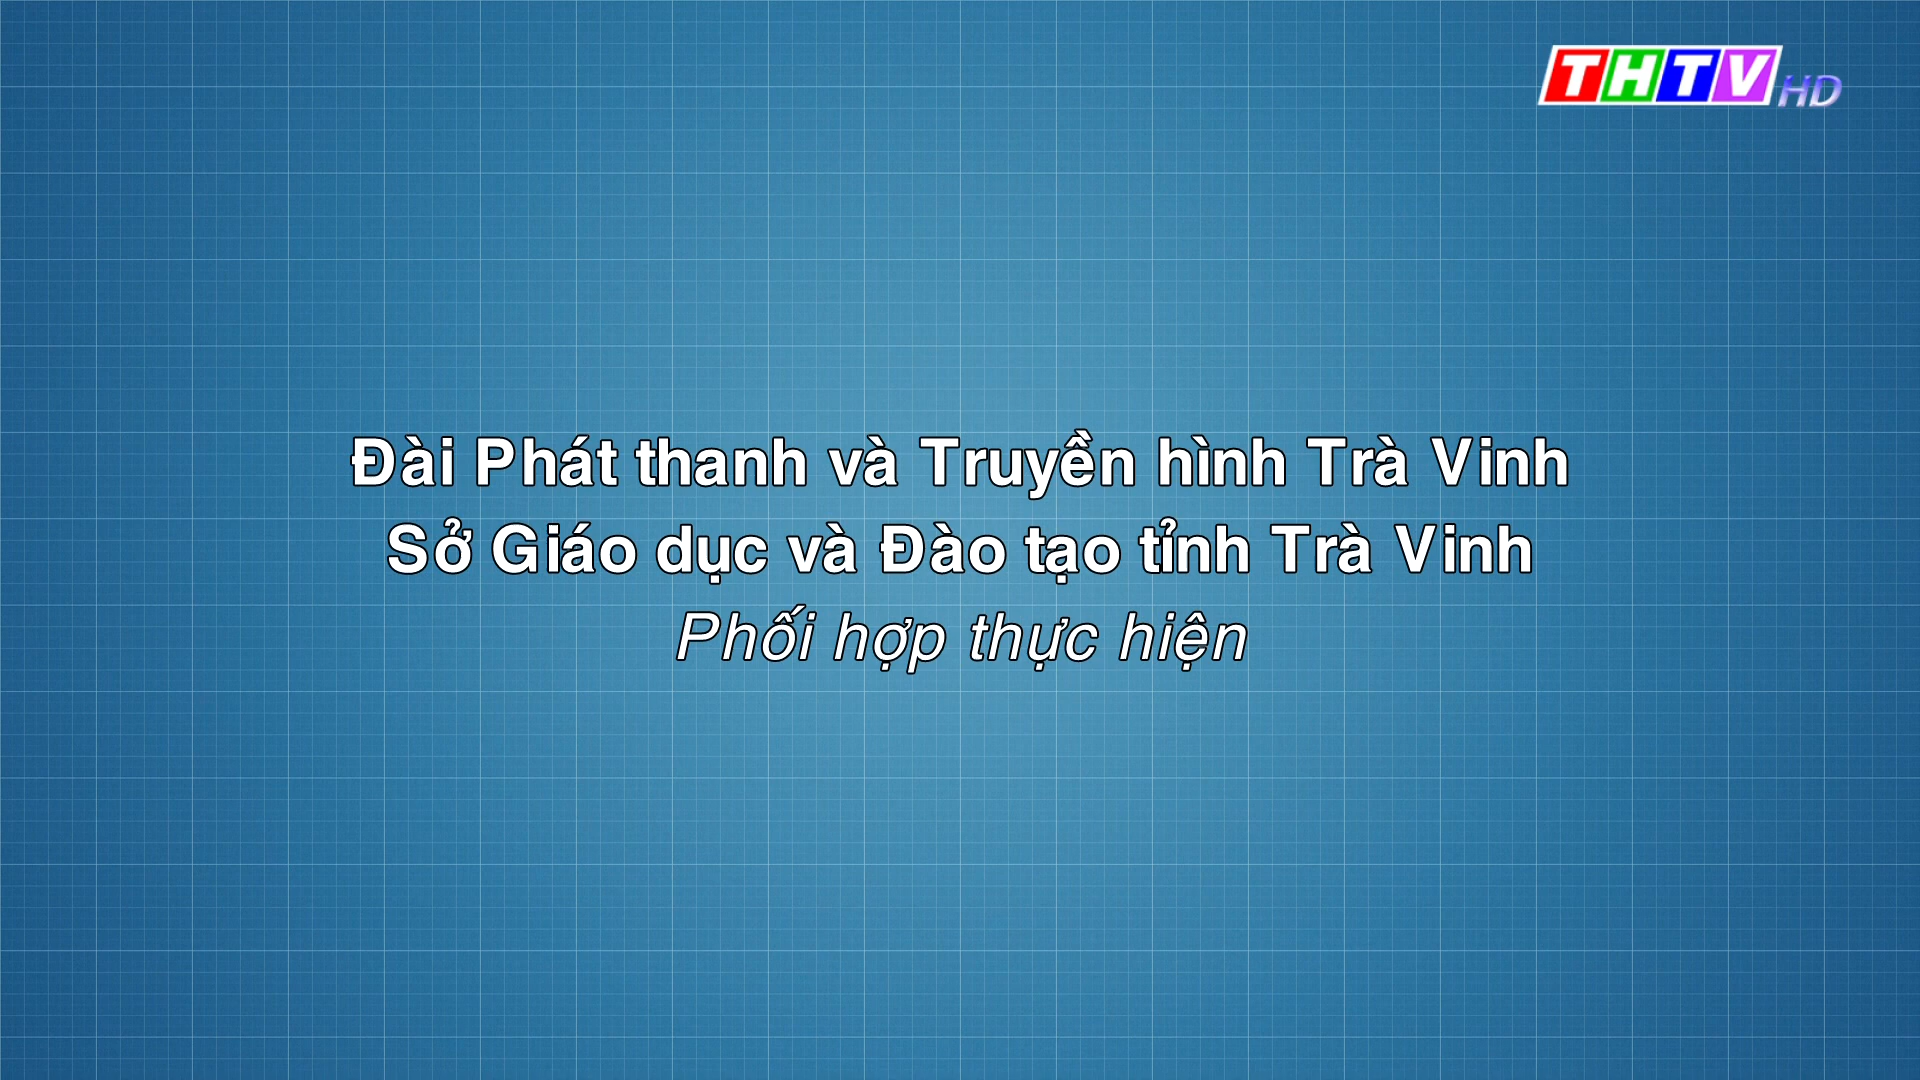 THTV HD
Đài Phát thanh và Truyền hình Trà Vinh
Sở Giáo dục và Đào tạo tỉnh Trà Vinh
Phối hợp thực hiện